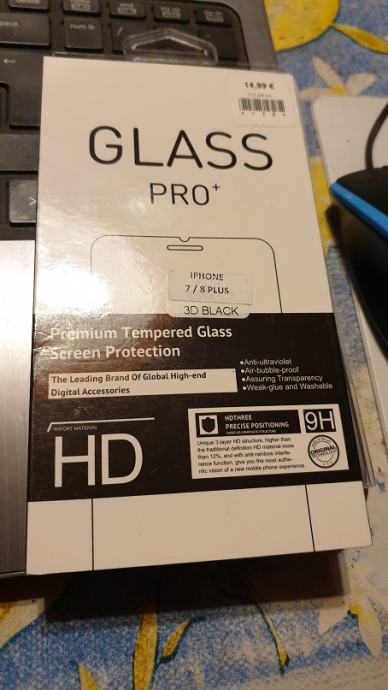 14,99 €
GLASS
PRO+
IPHONE
7 / 8 PLUS
3D BLACK
Premium Tempered Glass
Screen Protection
The Leading Brand Of Global High-end
Digital Accessories
●Anti-ultraviolet
●Air-bubble-proof
●Assuring Transparency
●Weak-glue and Washable
IMPORT MATERIAL
HD
HDTHREE
PRECISE POSITIONING
9H
Unique 3-layer HD structure, higher than
the traditional definition HD material more
than 12%, and with anti-rainbow interfe-
rence function, give you the most authe-
ntic vision of a new mobile phone experience.
ORIGINAL